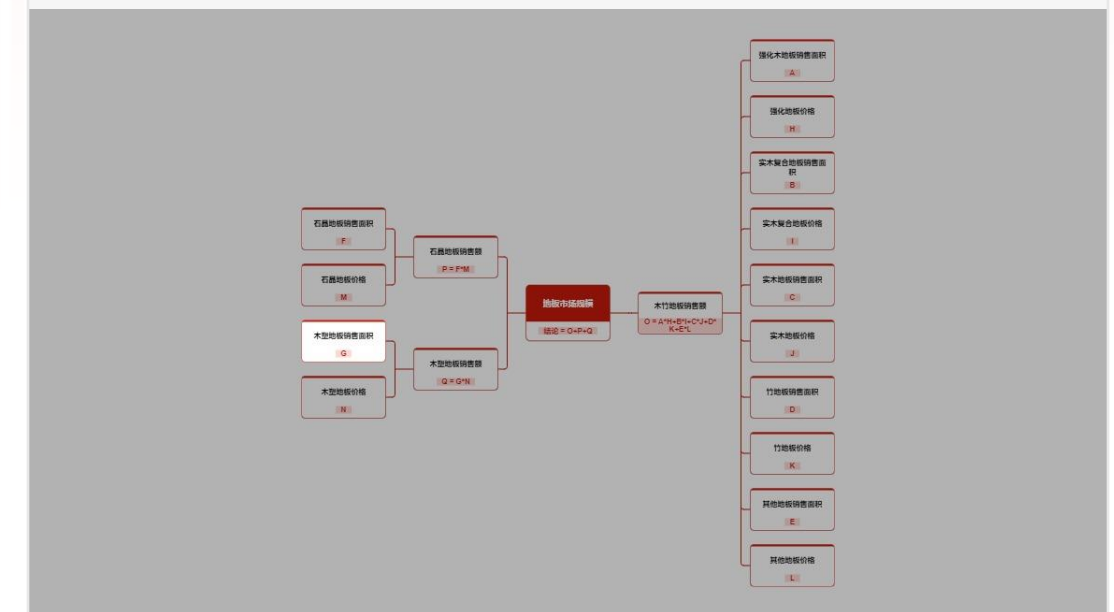 石晶地板销售面积
F
石晶地板价格
M
木塑地板销售面积
G
木塑地板价格
N
石晶地板销售额
P = F*M
木塑地板销售额
Q = G*N
地板市场规模
结论 = O+P+Q
木竹地板销售额
O = A*H+B*I+C*J+D*
K+E*L
强化木地板销售面积
A
强化地板价格
H
实木复合地板销售面
积
B
实木复合地板价格
I
实木地板销售面积
C
实木地板价格
J
竹地板销售面积
D
竹地板价格
K
其他地板销售面积
E
其他地板价格
L